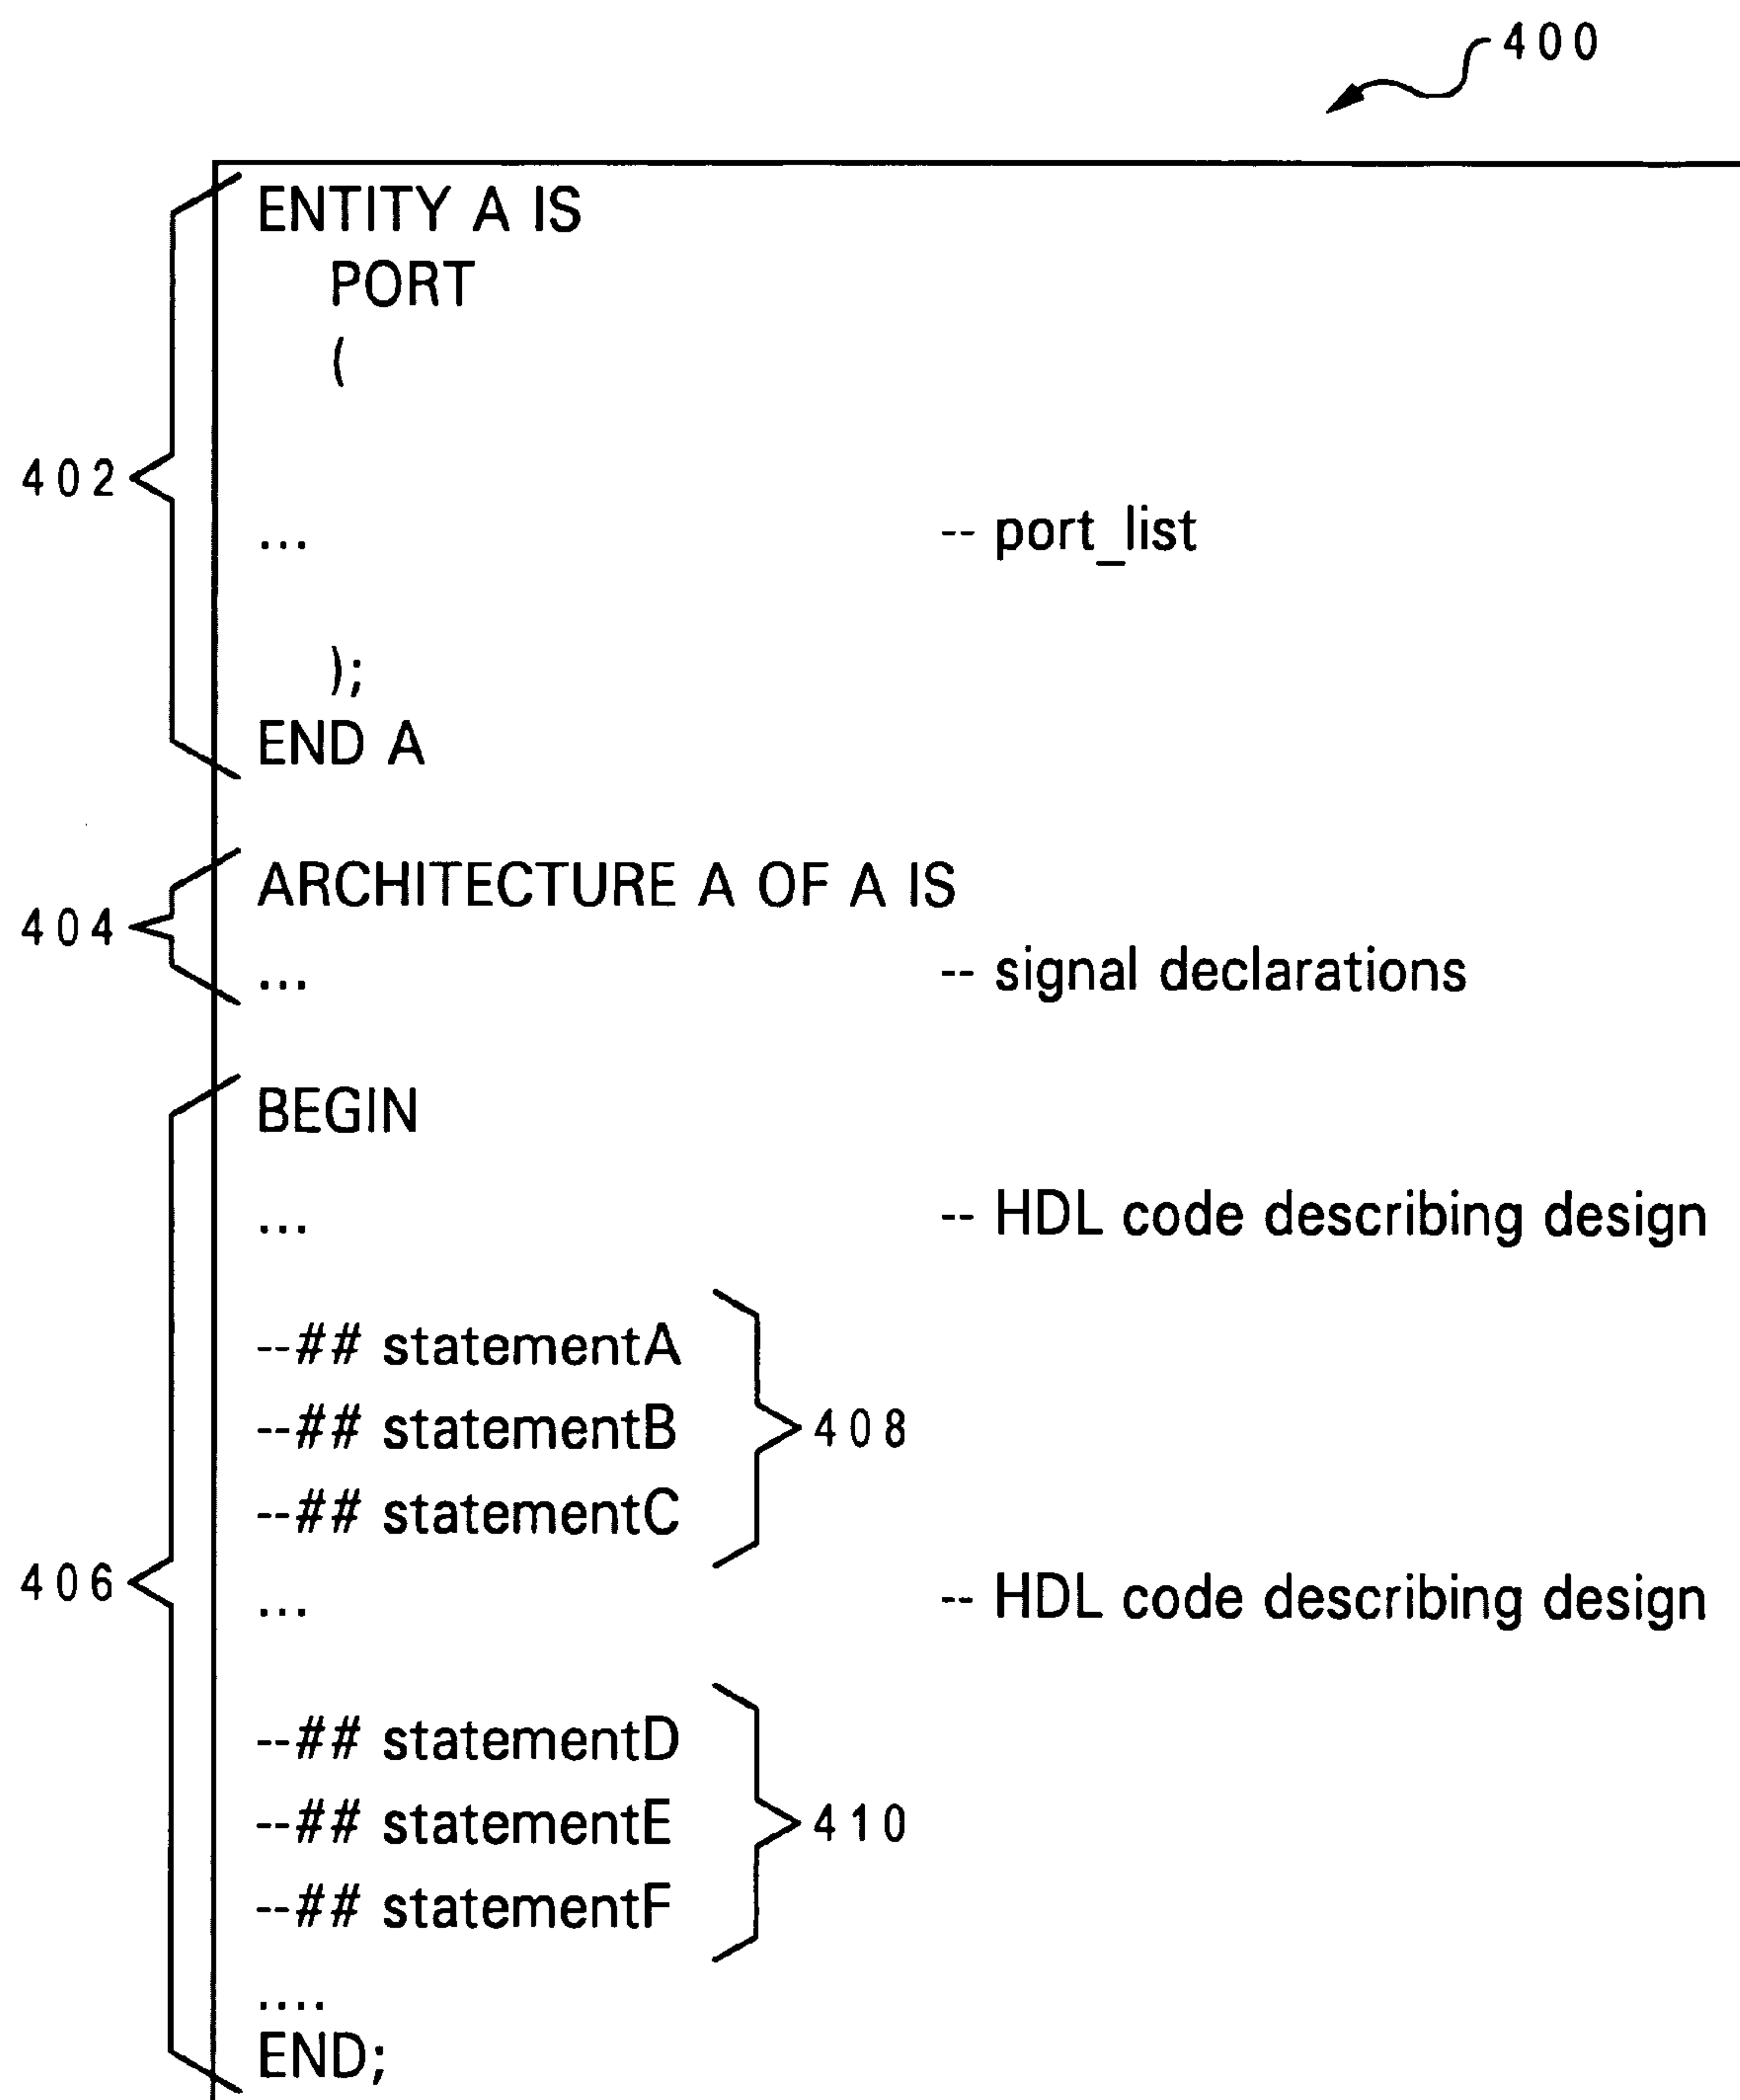 400
ENTITY A IS
PORT
(
402
... -- port_list
);
END A
ARCHITECTURE A OF A IS
404
... -- signal declarations
BEGIN
... -- HDL code describing design
--## statementA
--## statementB
408
--## statementC
406
... -- HDL code describing design
--## statementD
--## statementE
410
--## statementF
....
END;